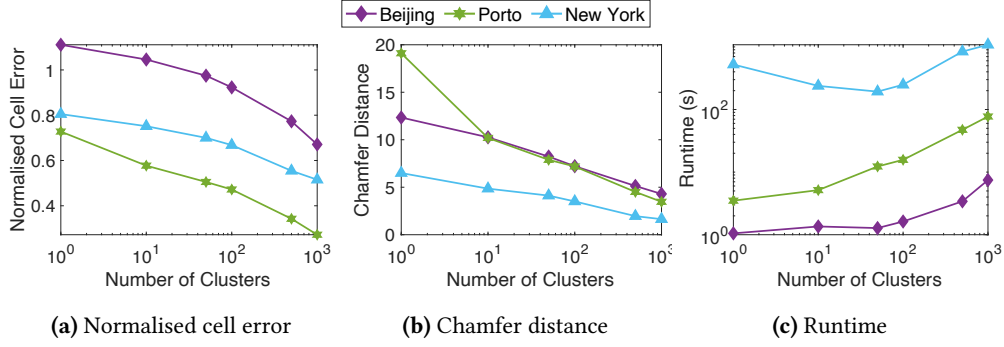 Beijing Porto New York
Normalised Cell Error
1
0.8
0.6
0.4
10^0 10^1 10^2 10^3
Number of Clusters
(a) Normalised cell error
Chamfer Distance
20
15
10
5
0
10^0 10^1 10^2 10^3
Number of Clusters
(b) Chamfer distance
Runtime (s)
10^2
10^0
10^0 10^1 10^2 10^3
Number of Clusters
(c) Runtime